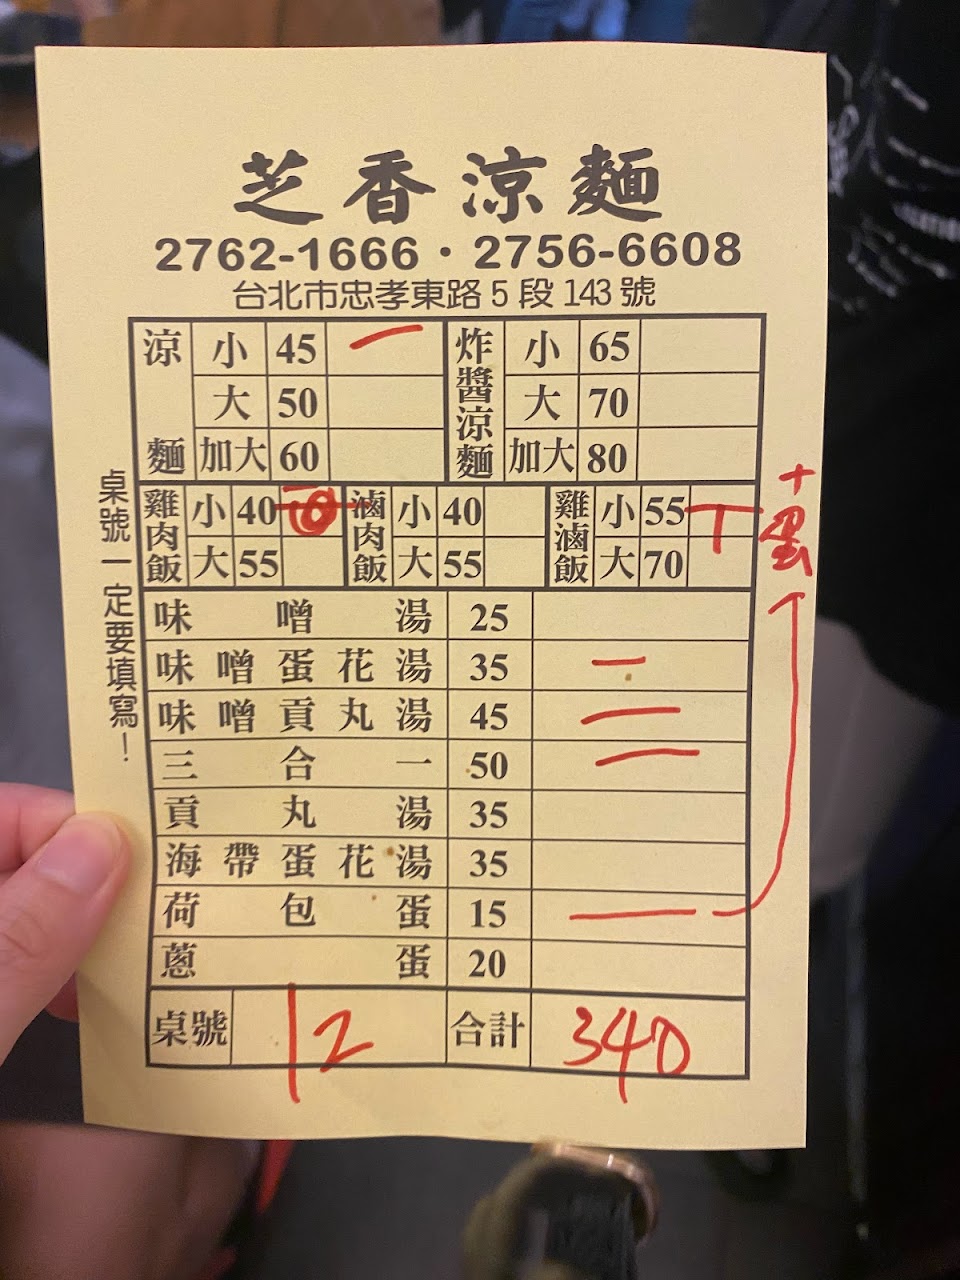 芝香涼麵
2762-1666・2756-6608
台北市忠孝東路5段143號
涼麵 小 45 一 炸醬涼麵 小 65
大 50 大 70
加大 60 加大 80
雞肉飯 小 40 滷肉飯 小 40 雞滷飯 小 55 丅 +蛋
大 55 大 55 大 70
味噌湯 25
味噌蛋花湯 35 一
味噌貢丸湯 45 二
三合一 50 一
貢丸湯 35
海帶蛋花湯 35
荷包蛋 15 一
蔥蛋 20
桌號 12 合計 340
桌號一定要填寫！